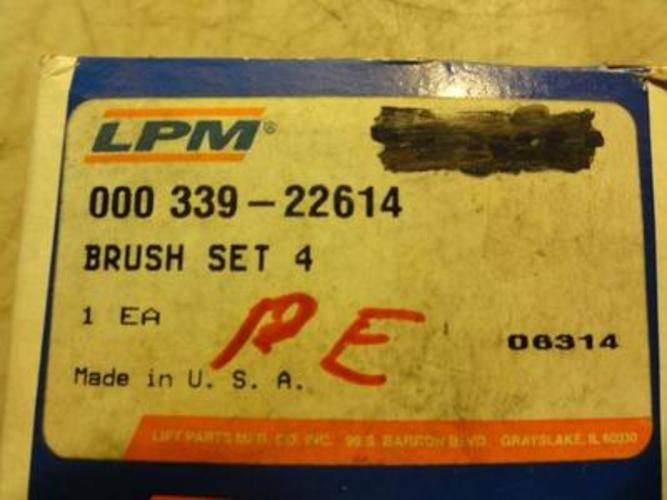 LPM®
000 339-22614
BRUSH SET 4
1 EA
PE
06314
Made in U. S. A.
LIFT PARTS MFG. CO. INC. 99 S. BARRON BLVD. GRAYSLAKE, IL 60030